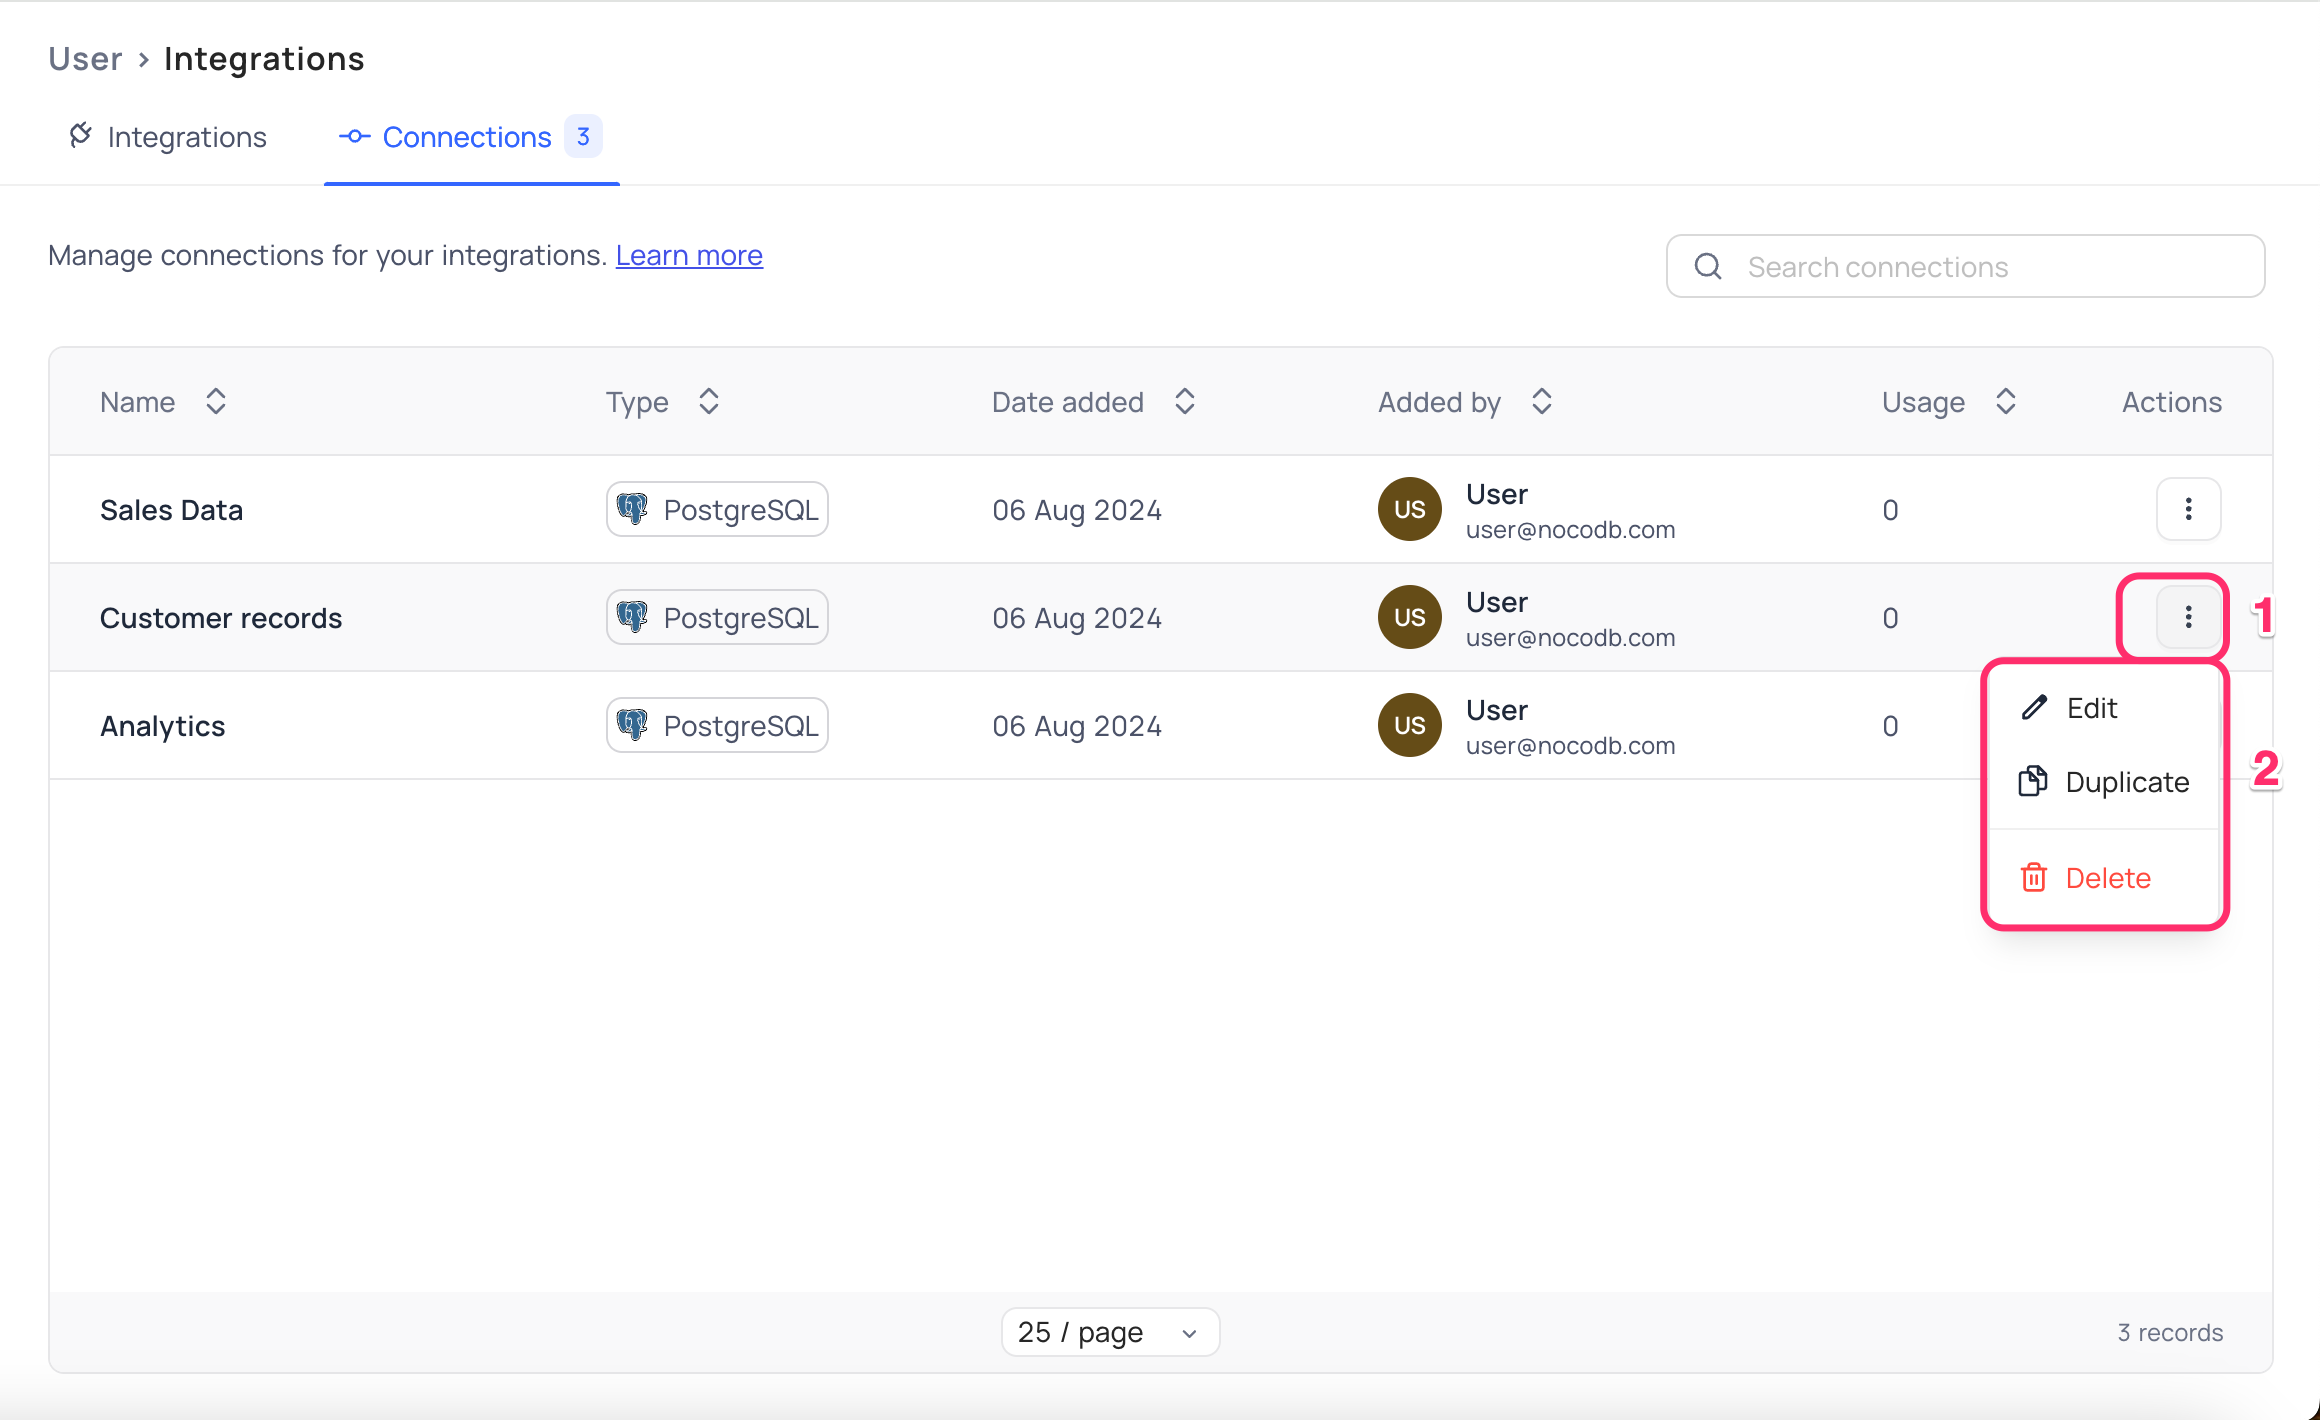 User › Integrations
Integrations Connections 3
Manage connections for your integrations. Learn more
Search connections
Name Type Date added Added by Usage Actions
Sales Data PostgreSQL 06 Aug 2024 US User 0
user@nocodb.com
Customer records PostgreSQL 06 Aug 2024 US User 0 1
user@nocodb.com
Analytics PostgreSQL 06 Aug 2024 US User 0
user@nocodb.com
Edit
Duplicate 2
Delete
25 / page 3 records